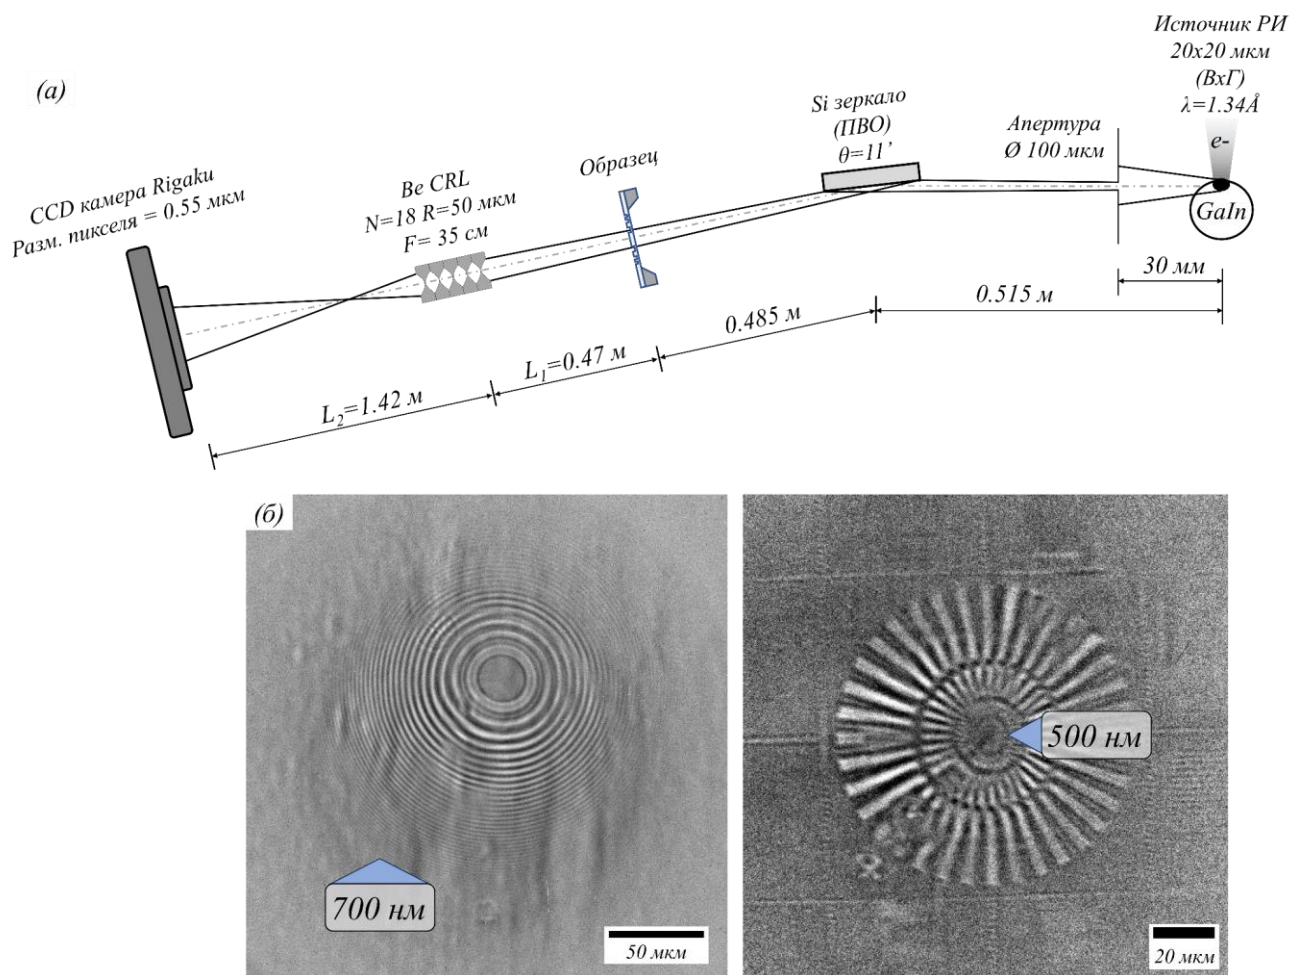 (а)
Источник РИ
20х20 мкм
(ВхГ)
λ=1.34Å
e-
GaIn
Апертура
Ø 100 мкм
Si зеркало
(ПВО)
θ=11’
Образец
Be CRL
N=18 R=50 мкм
F= 35 см
CCD камера Rigaku
Разм. пикселя = 0.55 мкм
30 мм
0.515 м
0.485 м
L₁=0.47 м
L₂=1.42 м
(б)
700 нм
50 мкм
500 нм
20 мкм